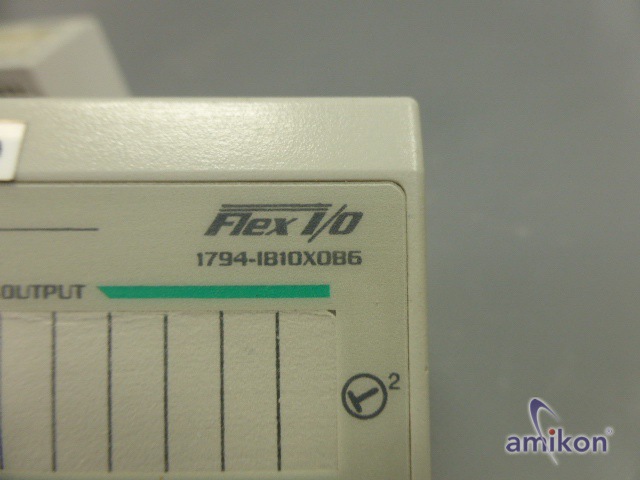 Flex I/O
1794-IB10XOB6
OUTPUT
2
amikon